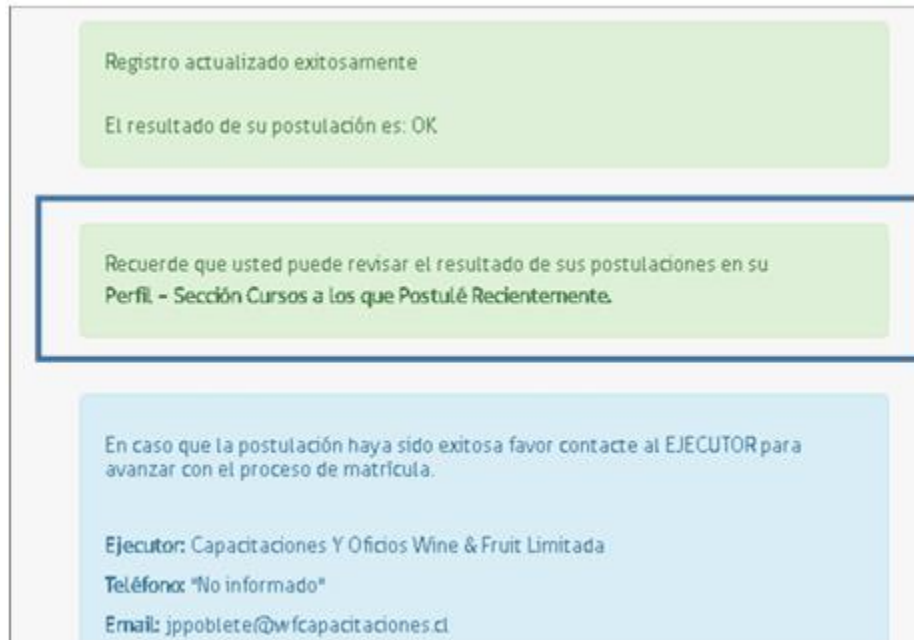 Registro actualizado exitosamente
El resultado de su postulación es: OK
Recuerde que usted puede revisar el resultado de sus postulaciones en su
Perfil - Sección Cursos a los que Postulé Recientemente.
En caso que la postulación haya sido exitosa favor contacte al EJECUTOR para
avanzar con el proceso de matrícula.
Ejecutor: Capacitaciones Y Oficios Wine & Fruit Limitada
Teléfono: "No informado"
Email: jppoblete@wfcapacitaciones.cl